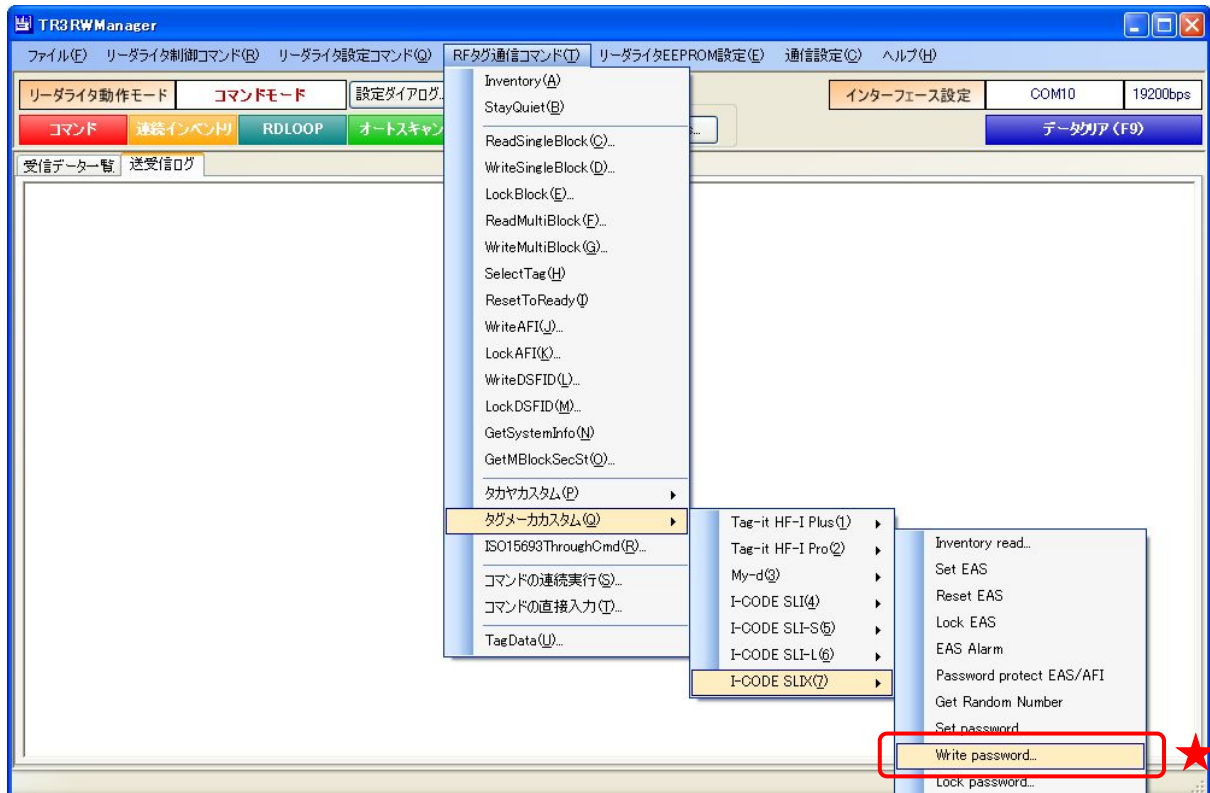 TR3RWManager
ファイル(F) リーダライタ制御コマンド(R) リーダライタ設定コマンド(Q) RFタグ通信コマンド(T) リーダライタEEPROM設定(E) 通信設定(C) ヘルプ(H)
リーダライタ動作モード コマンドモード 設定ダイアログ.. インターフェース設定 COM10 19200bps
コマンド 連続インベントリ RDLOOP オートスキャン データクリア(F9)
受信データ一覧 送受信ログ
Inventory(A)
StayQuiet(B)
ReadSingleBlock(C)...
WriteSingleBlock(D)...
LockBlock(E)...
ReadMultiBlock(F)...
WriteMultiBlock(G)...
SelectTag(H)
ResetToReady(I)
WriteAFI(J)...
LockAFI(K)...
WriteDSFID(L)...
LockDSFID(M)...
GetSystemInfo(N)
GetMBlockSecSt(O)...
タカヤカスタム(P)
タグメーカカスタム(Q)
ISO15693ThroughCmd(R)...
コマンドの連続実行(S)...
コマンドの直接入力(T)...
TagData(U)...
Tag-it HF-I Plus(1)
Tag-it HF-I Pro(2)
My-d(3)
I-CODE SLI(4)
I-CODE SLI-S(5)
I-CODE SLI-L(6)
I-CODE SLIX(7)
Inventory read...
Set EAS
Reset EAS
Lock EAS
EAS Alarm
Password protect EAS/AFI
Get Random Number
Set password...
Write password...
Lock password...